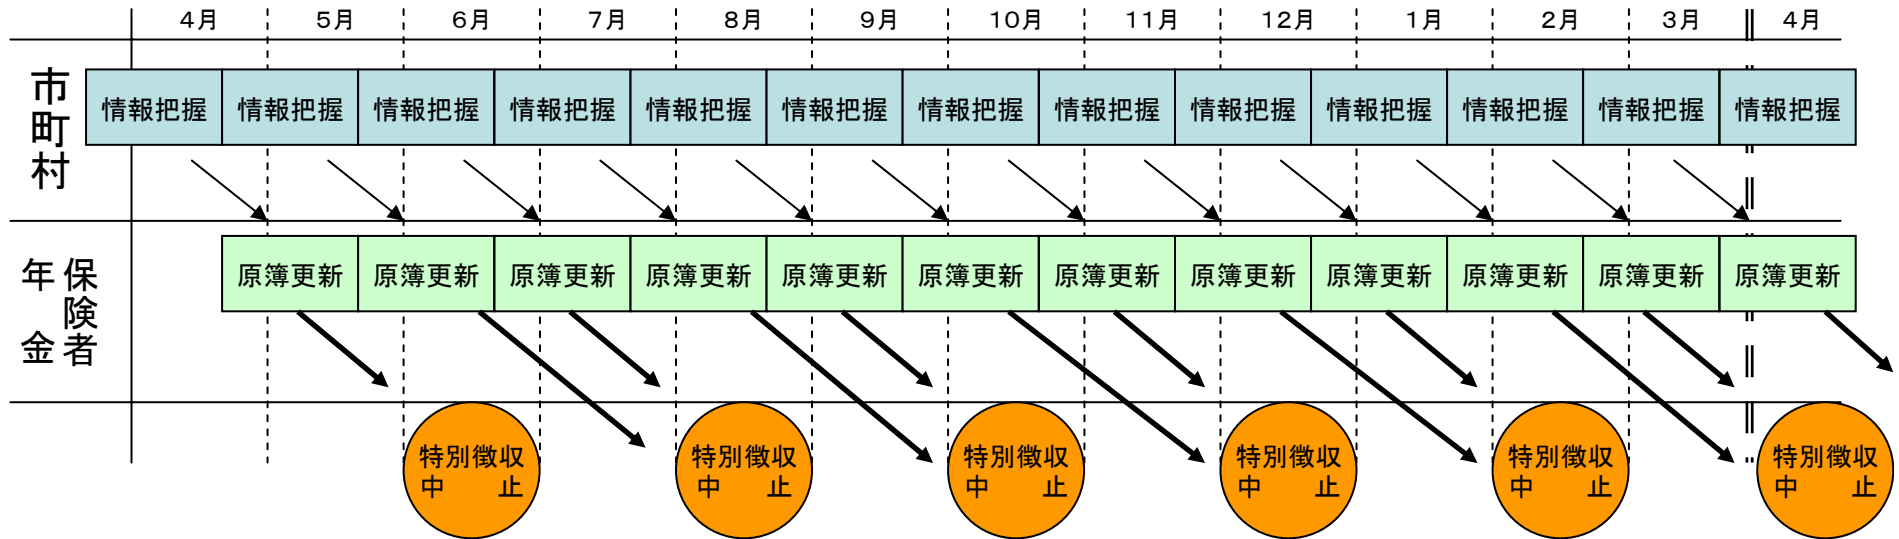 4月 5月 6月 7月 8月 9月 10月 11月 12月 1月 2月 3月 4月
市町村
情報把握 情報把握 情報把握 情報把握 情報把握 情報把握 情報把握 情報把握 情報把握 情報把握 情報把握 情報把握 情報把握
年金
保険者
原簿更新 原簿更新 原簿更新 原簿更新 原簿更新 原簿更新 原簿更新 原簿更新 原簿更新 原簿更新 原簿更新 原簿更新
特別徴収
中 止
特別徴収
中 止
特別徴収
中 止
特別徴収
中 止
特別徴収
中 止
特別徴収
中 止